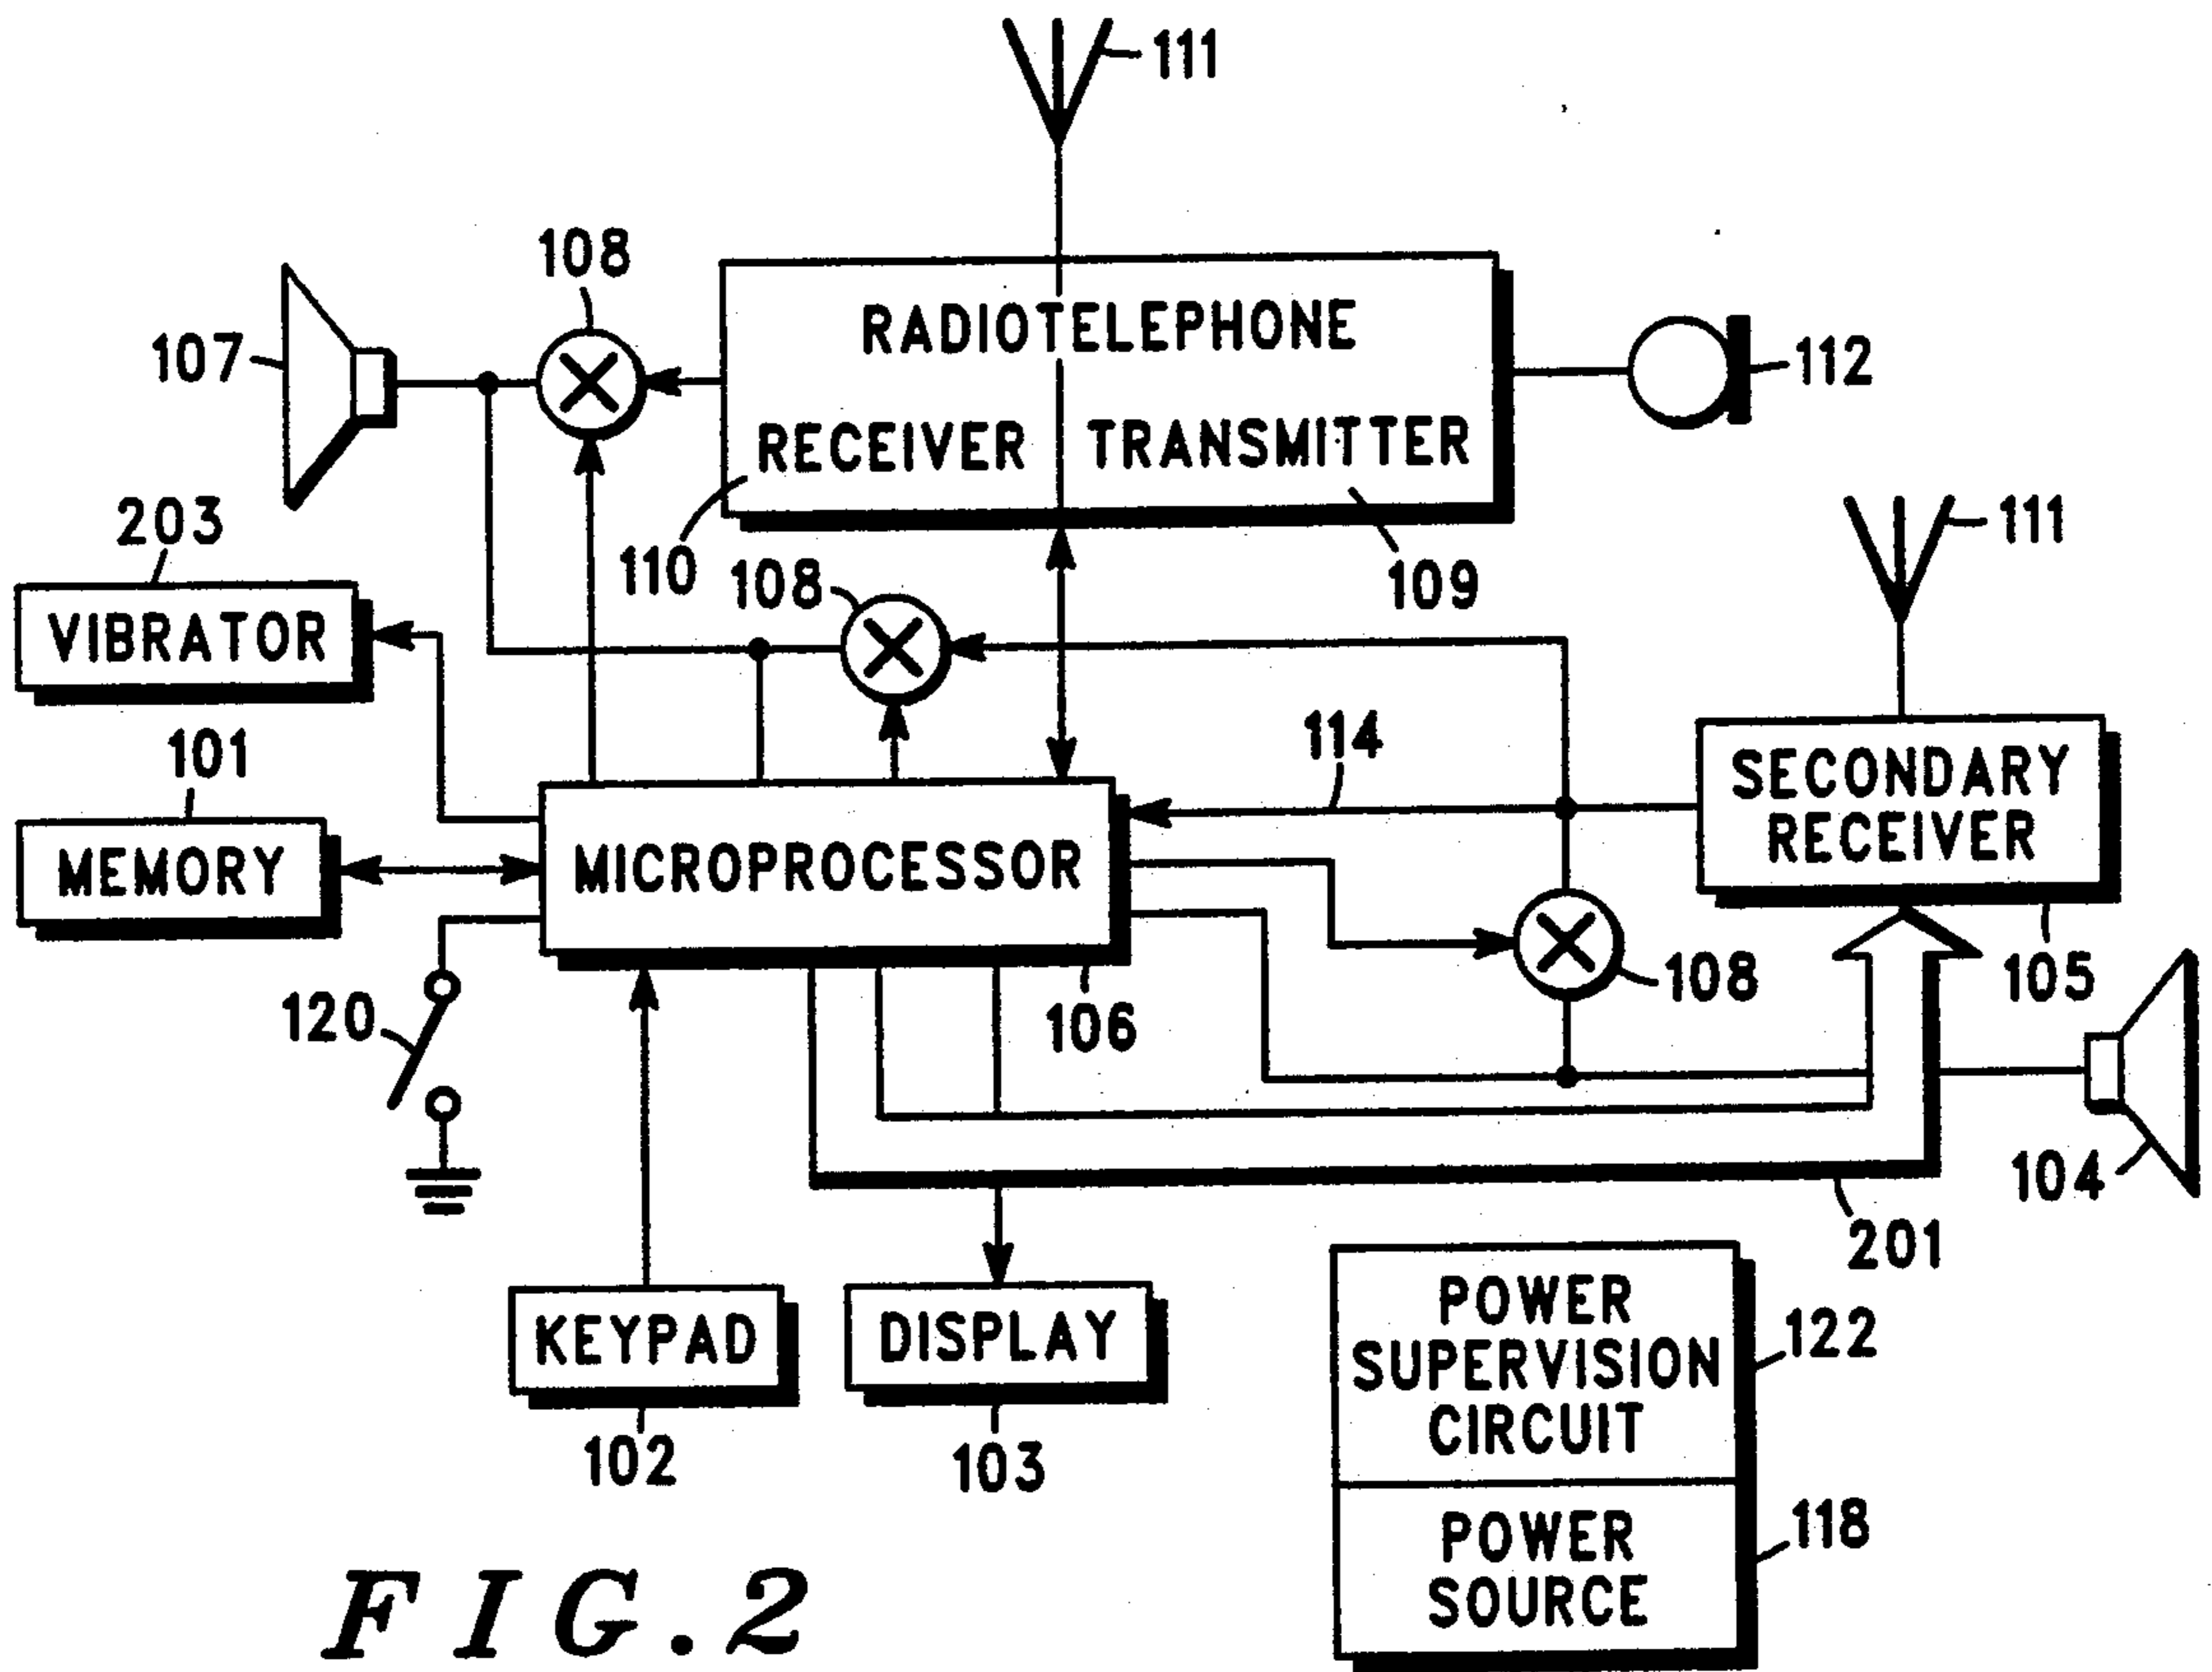 111
108
RADIOTELEPHONE
107
112
RECEIVER TRANSMITTER
203
111
110
108
109
VIBRATOR
114
101
SECONDARY
RECEIVER
MEMORY
MICROPROCESSOR
108
105
120
106
104
201
POWER
SUPERVISION
CIRCUIT
122
KEYPAD
DISPLAY
102
103
POWER
SOURCE
118
FIG.2